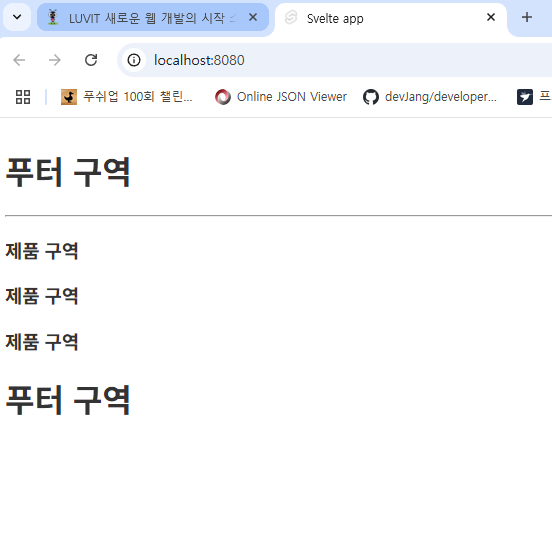 LUVIT 새로운 웹 개발의 시작
Svelte app
localhost:8080
푸쉬업 100회 챌린...
Online JSON Viewer
devJang/developer...
프
푸터 구역
제품 구역
제품 구역
제품 구역
푸터 구역